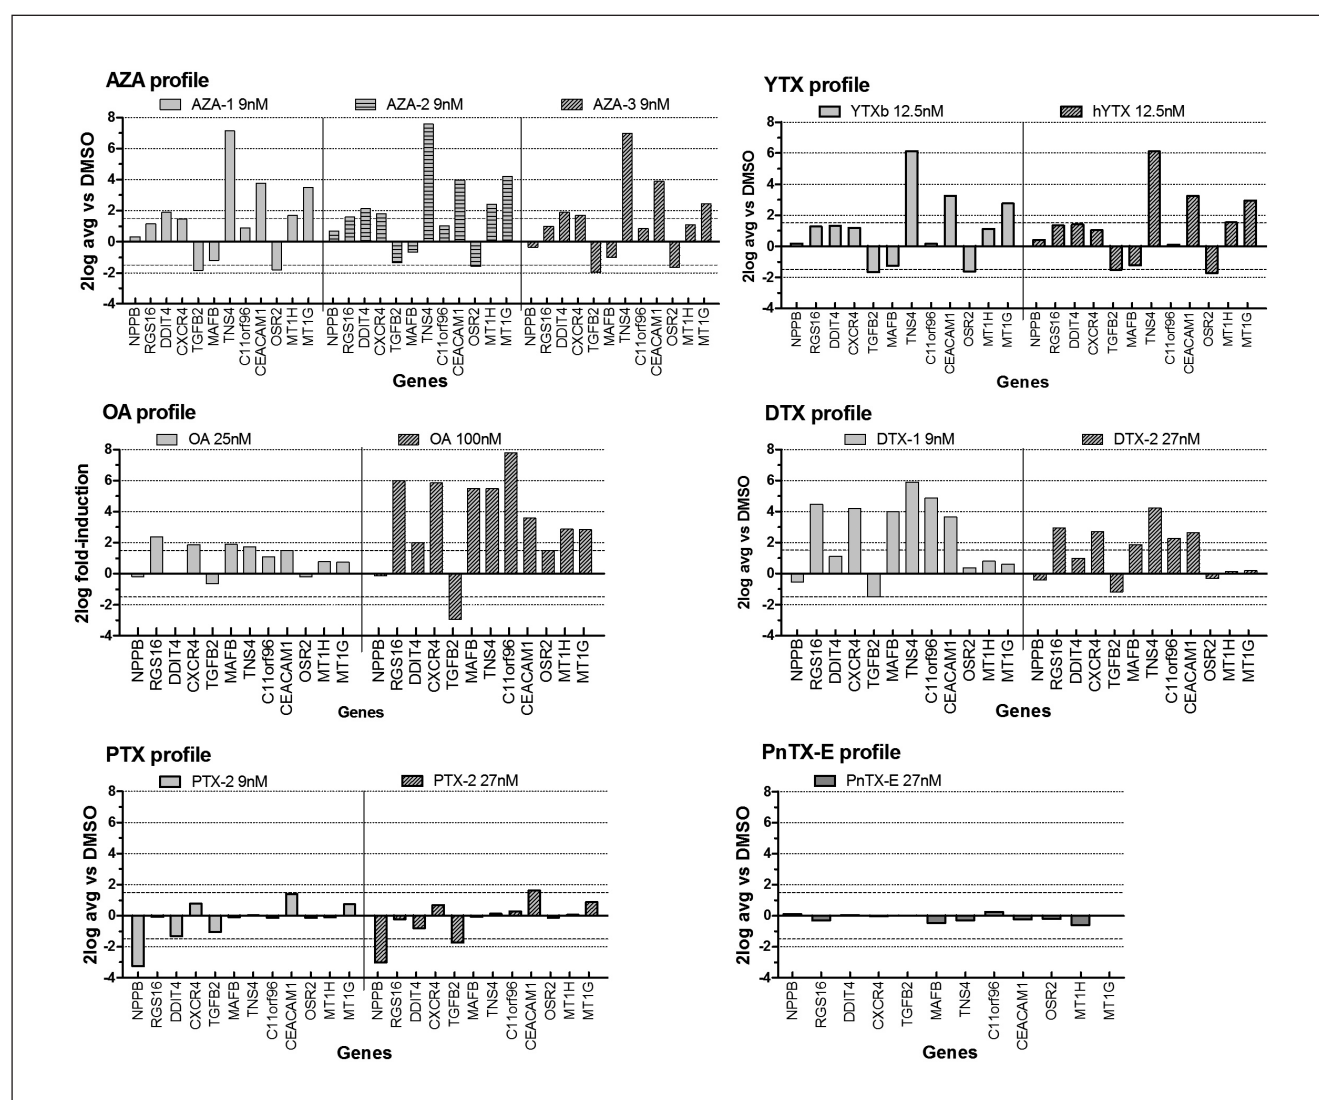 AZA profile
AZA-1 9nM AZA-2 9nM AZA-3 9nM
2log avg vs DMSO
8
6
4
2
0
-2
-4
NPPB RGS16 DDIT4 CXCR4 TGFB2 MAFB TNS4 C11orf96 CEACAM1 OSR2 MT1H MT1G NPPB RGS16 DDIT4 CXCR4 TGFB2 MAFB TNS4 C11orf96 CEACAM1 OSR2 MT1H MT1G NPPB RGS16 DDIT4 CXCR4 TGFB2 MAFB TNS4 C11orf96 CEACAM1 OSR2 MT1H MT1G
Genes
YTX profile
YTXb 12.5nM hYTX 12.5nM
2log avg vs DMSO
8
6
4
2
0
-2
-4
NPPB RGS16 DDIT4 CXCR4 TGFB2 MAFB TNS4 C11orf96 CEACAM1 OSR2 MT1H MT1G NPPB RGS16 DDIT4 CXCR4 TGFB2 MAFB TNS4 C11orf96 CEACAM1 OSR2 MT1H MT1G
Genes
OA profile
OA 25nM OA 100nM
2log fold-induction
8
6
4
2
0
-2
-4
NPPB RGS16 DDIT4 CXCR4 TGFB2 MAFB TNS4 C11orf96 CEACAM1 OSR2 MT1H MT1G NPPB RGS16 DDIT4 CXCR4 TGFB2 MAFB TNS4 C11orf96 CEACAM1 OSR2 MT1H MT1G
Genes
DTX profile
DTX-1 9nM DTX-2 27nM
2log avg vs DMSO
8
6
4
2
0
-2
-4
NPPB RGS16 DDIT4 CXCR4 TGFB2 MAFB TNS4 C11orf96 CEACAM1 OSR2 MT1H MT1G NPPB RGS16 DDIT4 CXCR4 TGFB2 MAFB TNS4 C11orf96 CEACAM1 OSR2 MT1H MT1G
Genes
PTX profile
PTX-2 9nM PTX-2 27nM
2log avg vs DMSO
8
6
4
2
0
-2
-4
NPPB RGS16 DDIT4 CXCR4 TGFB2 MAFB TNS4 C11orf96 CEACAM1 OSR2 MT1H MT1G NPPB RGS16 DDIT4 CXCR4 TGFB2 MAFB TNS4 C11orf96 CEACAM1 OSR2 MT1H MT1G
Genes
PnTX-E profile
PnTX-E 27nM
2log avg vs DMSO
8
6
4
2
0
-2
-4
NPPB RGS16 DDIT4 CXCR4 TGFB2 MAFB TNS4 C11orf96 CEACAM1 OSR2 MT1H MT1G
Genes